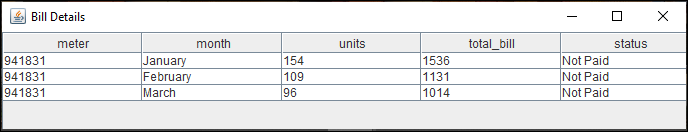 Bill Details
meter month units total_bill status
941831 January 154 1536 Not Paid
941831 February 109 1131 Not Paid
941831 March 96 1014 Not Paid